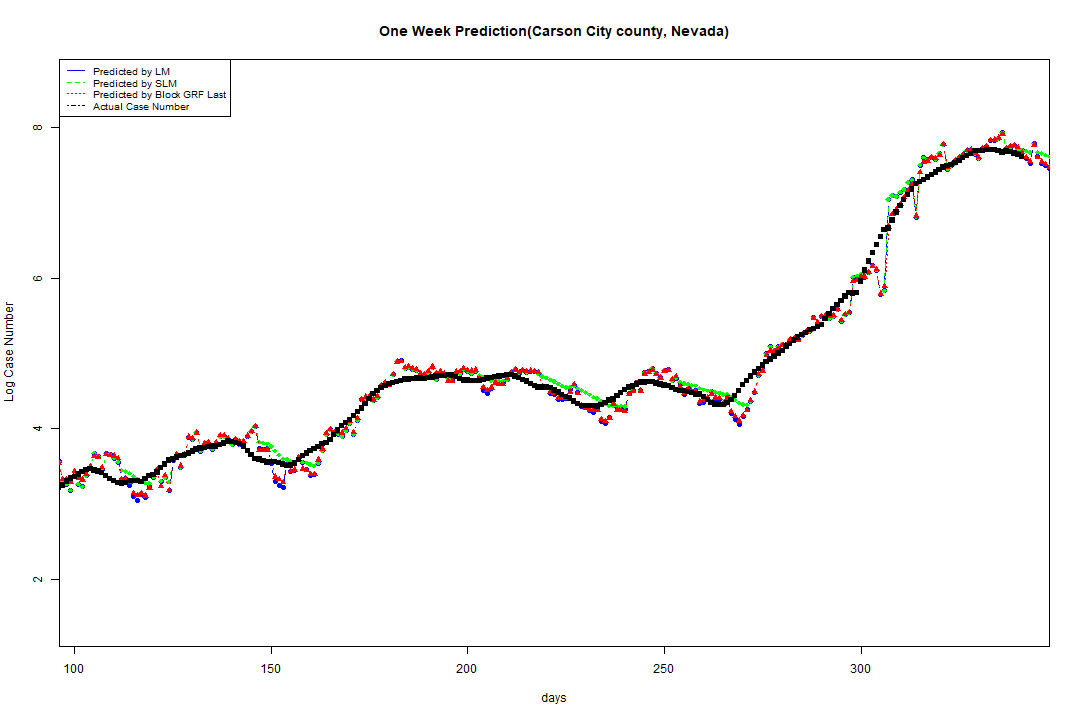 One Week Prediction(Carson City county, Nevada)
Predicted by LM
Predicted by SLM
Predicted by Block GRF Last
Actual Case Number
8
6
4
2
Log Case Number
100 150 200 250 300
days